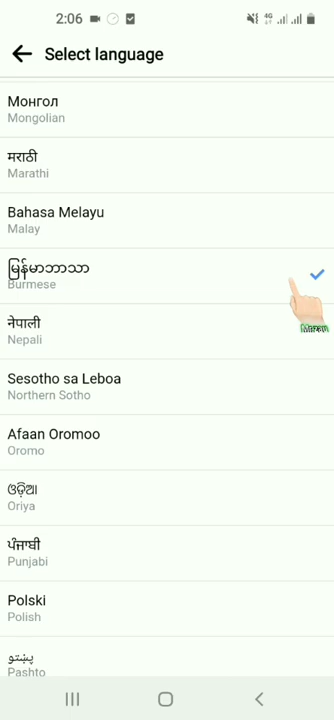 2:06
4G
Select language
Монгол
Mongolian
मराठी
Marathi
Bahasa Melayu
Malay
မြန်မာဘာသာ
Burmese
नेपाली
Nepali
Sesotho sa Leboa
Northern Sotho
Afaan Oromoo
Oromo
ଓଡ଼ିଆ
Oriya
ਪੰਜਾਬੀ
Punjabi
Polski
Polish
پښتو
Pashto